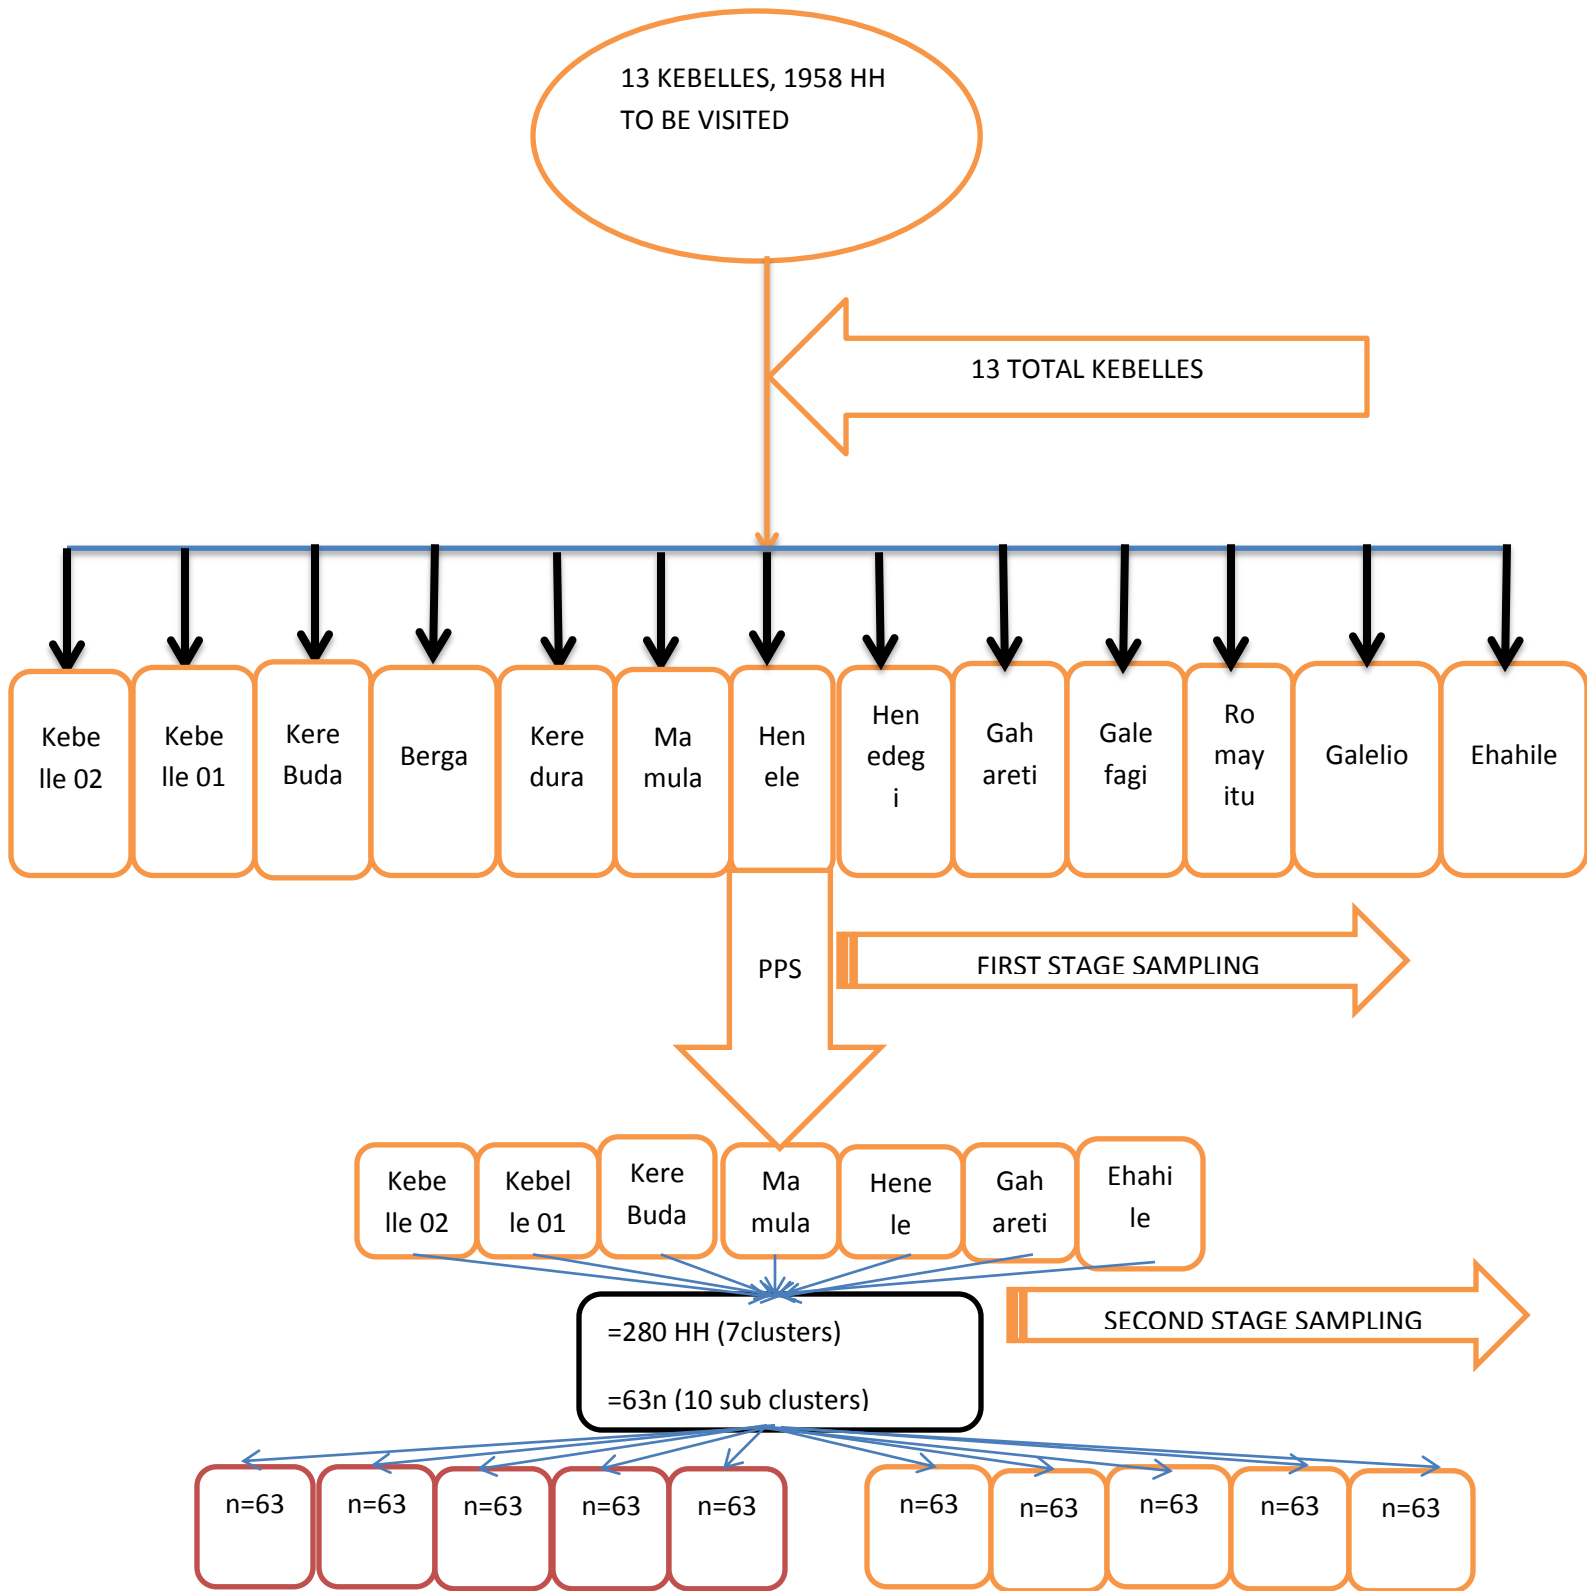 13 KEBELLES, 1958 HH
TO BE VISITED
13 TOTAL KEBELLES
Kebe
lle 02
Kebe
lle 01
Kere
Buda
Berga
Kere
dura
Ma
mula
Hen
ele
Hen
edeg
i
Gah
areti
Gale
fagi
Ro
may
itu
Galelio
Ehahile
PPS
FIRST STAGE SAMPLING
Kebe
lle 02
Kebel
le 01
Kere
Buda
Ma
mula
Hene
le
Gah
areti
Ehahi
le
=280 HH (7clusters)
=63n (10 sub clusters)
SECOND STAGE SAMPLING
n=63
n=63
n=63
n=63
n=63
n=63
n=63
n=63
n=63
n=63